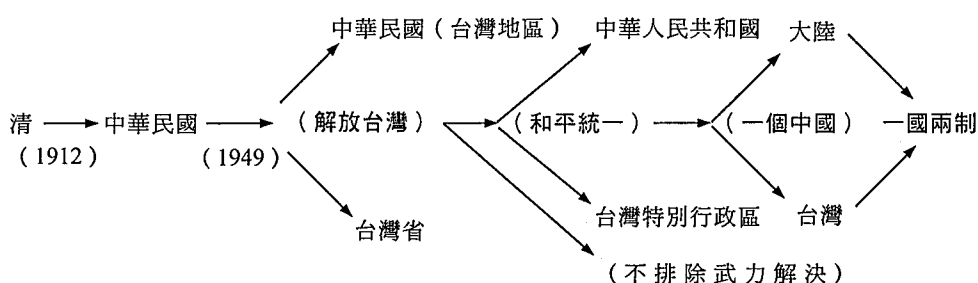 中華民國（台灣地區） 中華人民共和國 大陸
清 中華民國 （解放台灣） （和平統一） （一個中國） 一國兩制
（1912） （1949）
台灣省 台灣特別行政區 台灣
（不排除武力解決）